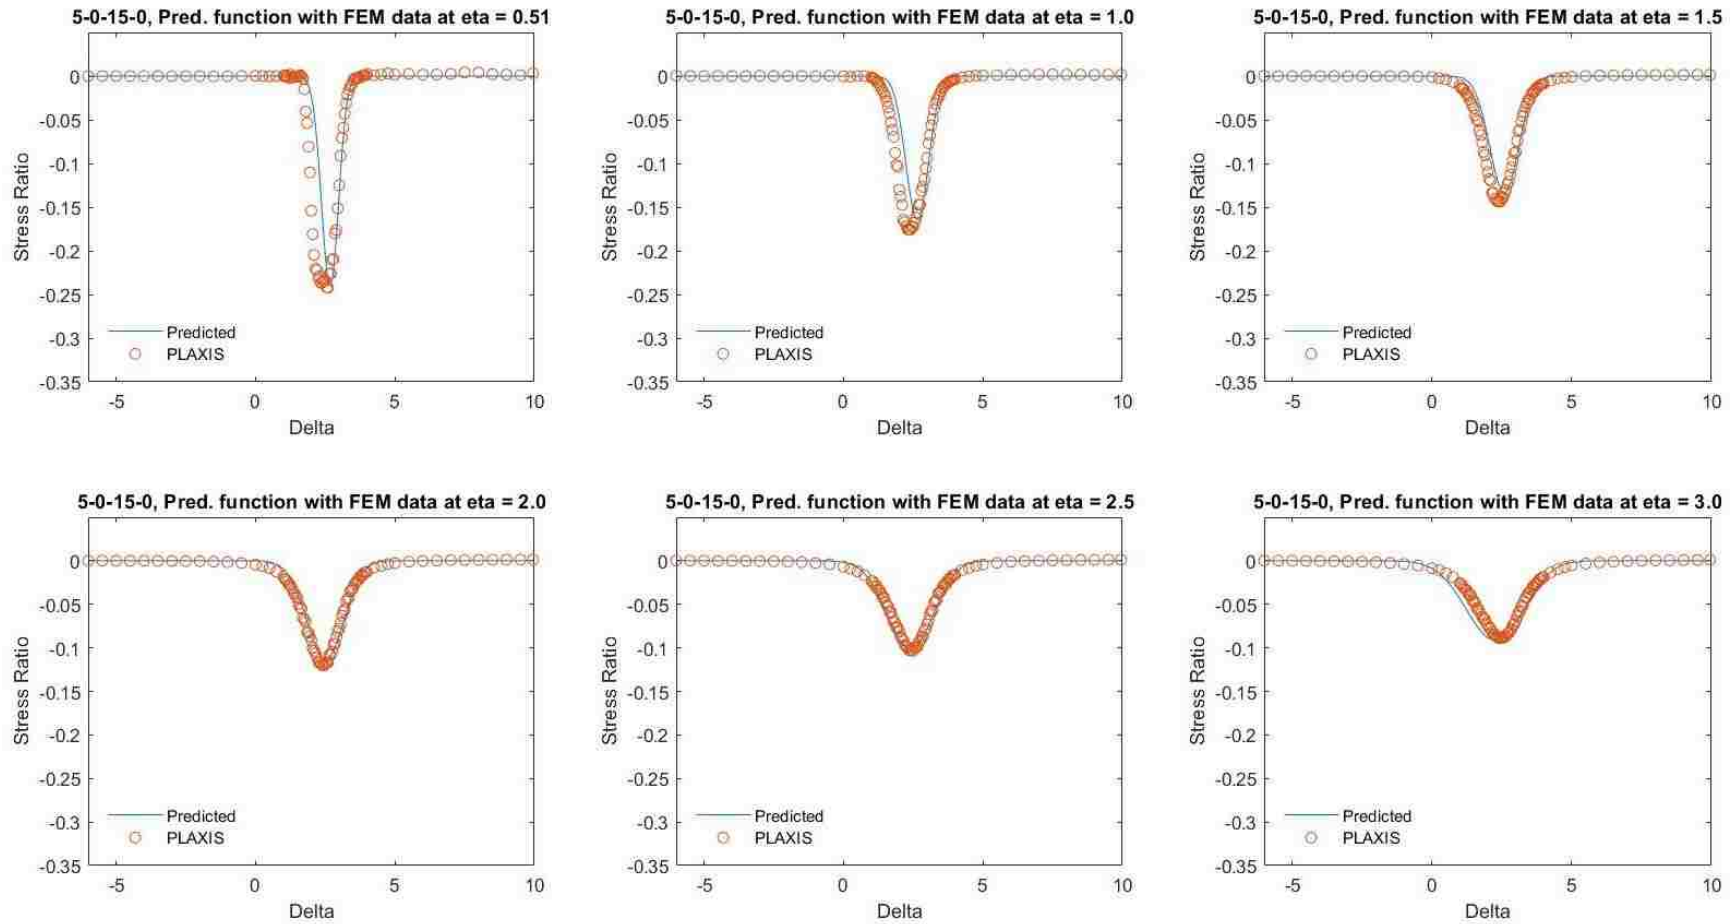 5-0-15-0, Pred. function with FEM data at eta = 0.51
0
-0.05
-0.1
-0.15
-0.2
-0.25
-0.3
-0.35
Stress Ratio
Predicted
PLAXIS
-5 0 5 10
Delta
5-0-15-0, Pred. function with FEM data at eta = 1.0
0
-0.05
-0.1
-0.15
-0.2
-0.25
-0.3
-0.35
Stress Ratio
Predicted
PLAXIS
-5 0 5 10
Delta
5-0-15-0, Pred. function with FEM data at eta = 1.5
0
-0.05
-0.1
-0.15
-0.2
-0.25
-0.3
-0.35
Stress Ratio
Predicted
PLAXIS
-5 0 5 10
Delta
5-0-15-0, Pred. function with FEM data at eta = 2.0
0
-0.05
-0.1
-0.15
-0.2
-0.25
-0.3
-0.35
Stress Ratio
Predicted
PLAXIS
-5 0 5 10
Delta
5-0-15-0, Pred. function with FEM data at eta = 2.5
0
-0.05
-0.1
-0.15
-0.2
-0.25
-0.3
-0.35
Stress Ratio
Predicted
PLAXIS
-5 0 5 10
Delta
5-0-15-0, Pred. function with FEM data at eta = 3.0
0
-0.05
-0.1
-0.15
-0.2
-0.25
-0.3
-0.35
Stress Ratio
Predicted
PLAXIS
-5 0 5 10
Delta